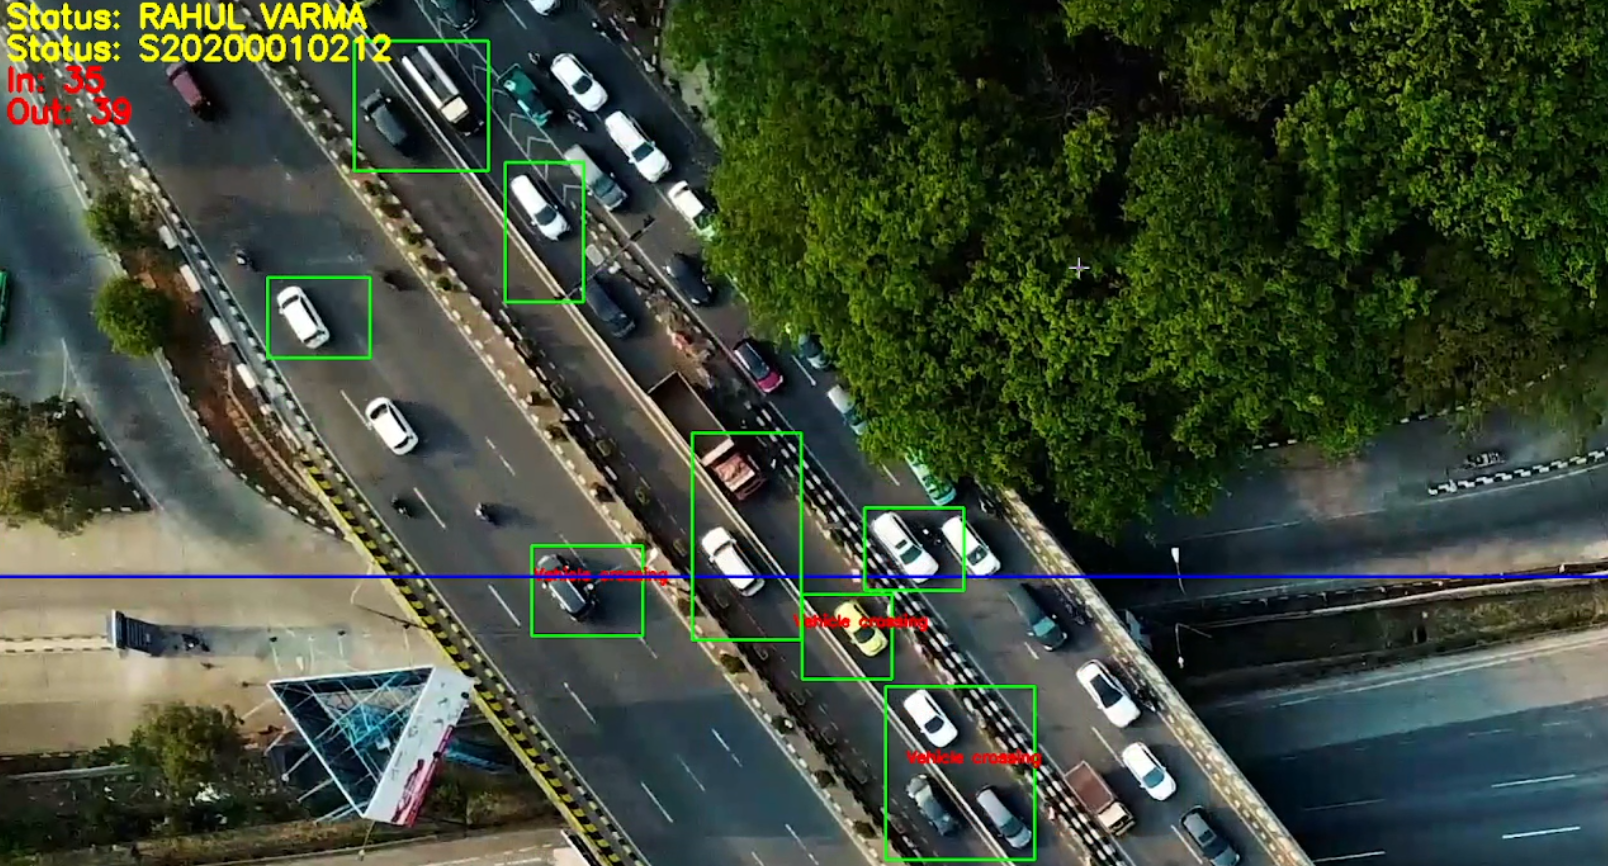 Status: RAHUL VARMA
Status: S20200010212
In: 35
Out: 39
Vehicle crossing
Vehicle crossing
Vehicle crossing